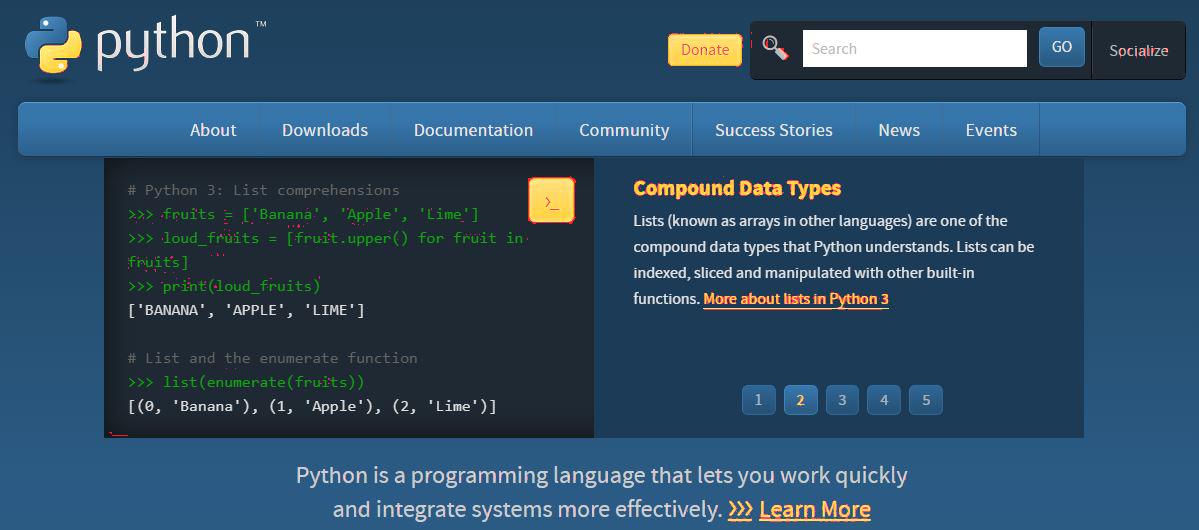 python™
Donate
Search
GO
Socialize
About
Downloads
Documentation
Community
Success Stories
News
Events
# Python 3: List comprehensions
>>> fruits = ['Banana', 'Apple', 'Lime']
>>> loud_fruits = [fruit.upper() for fruit in
fruits]
>>> print(loud_fruits)
['BANANA', 'APPLE', 'LIME']
# List and the enumerate function
>>> list(enumerate(fruits))
[(0, 'Banana'), (1, 'Apple'), (2, 'Lime')]
>_
Compound Data Types
Lists (known as arrays in other languages) are one of the
compound data types that Python understands. Lists can be
indexed, sliced and manipulated with other built-in
functions. More about lists in Python 3
1 2 3 4 5
Python is a programming language that lets you work quickly
and integrate systems more effectively. >>> Learn More